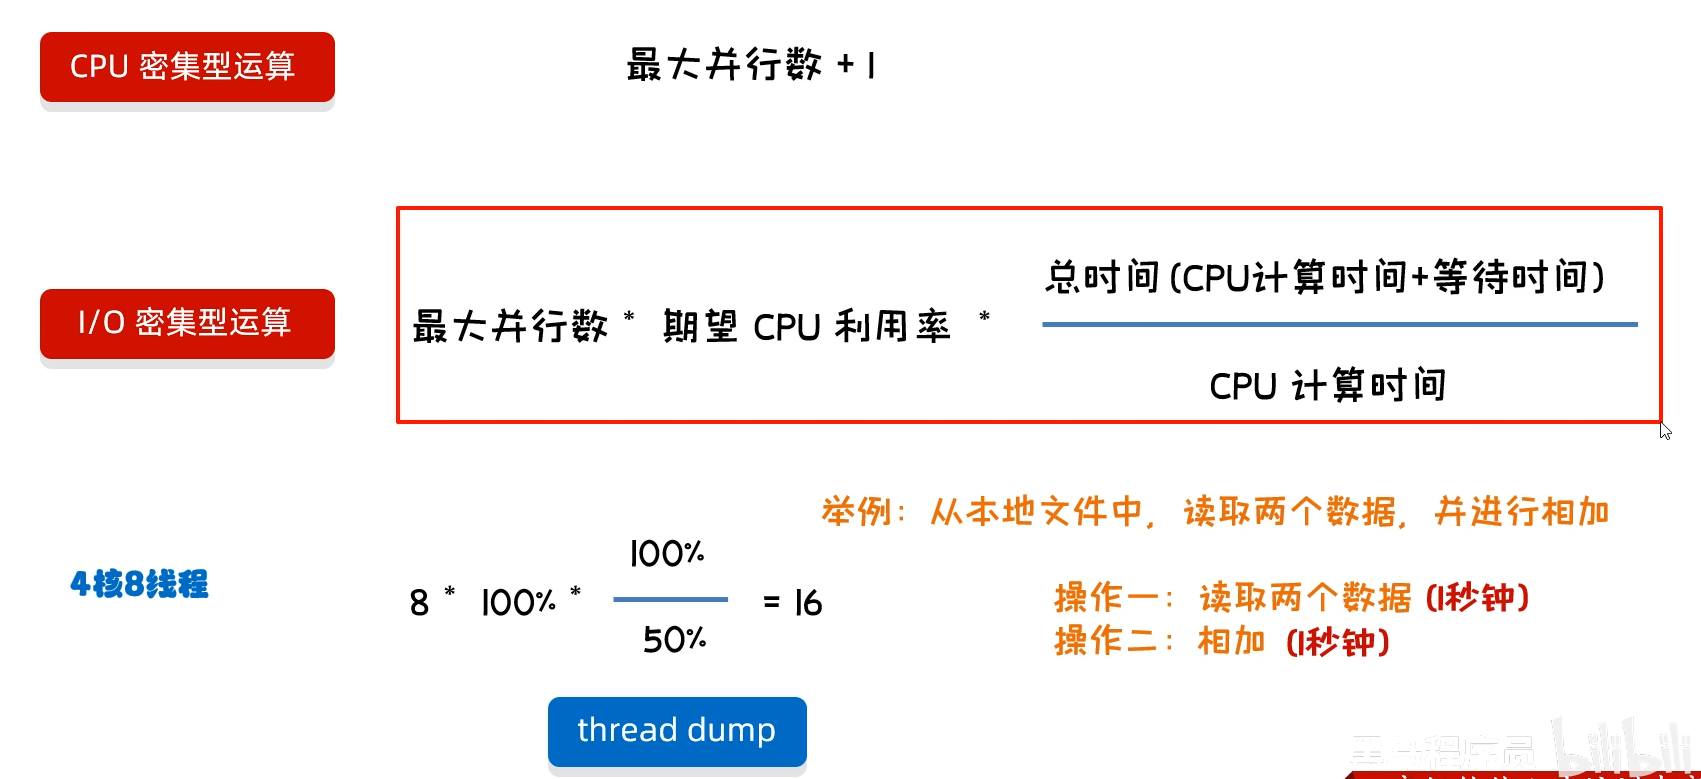 CPU 密集型运算
最大并行数 + 1
I/O 密集型运算
最大并行数 * 期望 CPU 利用率 *
总时间 (CPU计算时间+等待时间)
CPU 计算时间
举例：从本地文件中，读取两个数据，并进行相加
4核8线程
8 * 100% *
100%
50%
= 16
操作一：读取两个数据 (1秒钟)
操作二：相加 (1秒钟)
thread dump
黑马程序员
bilibili